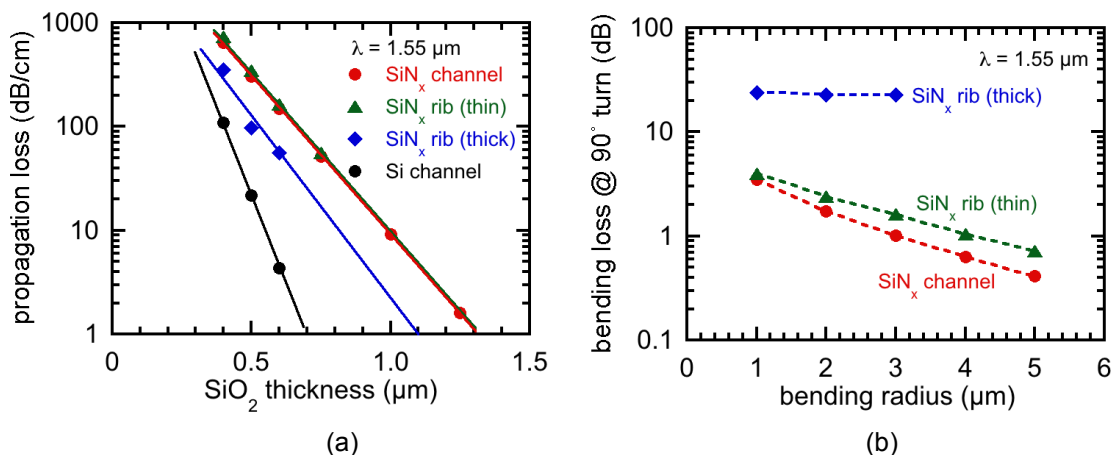 propagation loss (dB/cm)
1000
100
10
1
0
0.5
1.0
1.5
SiO₂ thickness (µm)
λ = 1.55 µm
SiNₓ channel
SiNₓ rib (thin)
SiNₓ rib (thick)
Si channel
(a)
bending loss @ 90° turn (dB)
100
10
1
0.1
0
1
2
3
4
5
6
bending radius (µm)
λ = 1.55 µm
SiNₓ rib (thick)
SiNₓ rib (thin)
SiNₓ channel
(b)